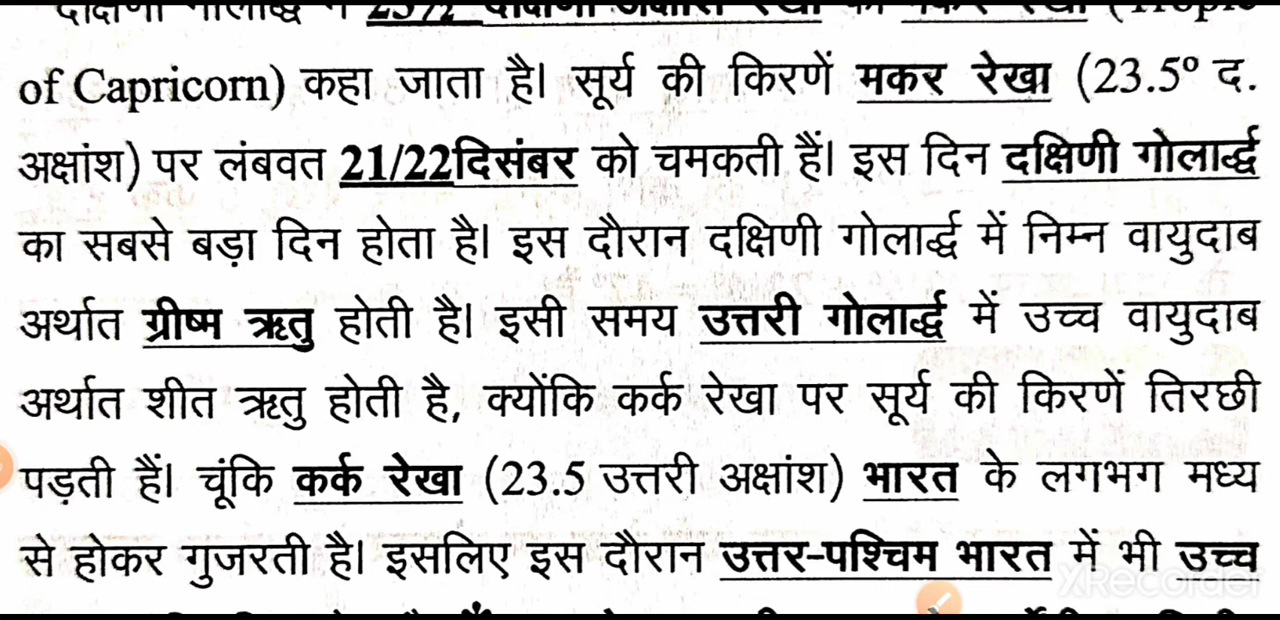 of Capricorn) कहा जाता है। सूर्य की किरणें मकर रेखा (23.5° द.
अक्षांश) पर लंबवत 21/22दिसंबर को चमकती हैं। इस दिन दक्षिणी गोलार्द्ध
का सबसे बड़ा दिन होता है। इस दौरान दक्षिणी गोलार्द्ध में निम्न वायुदाब
अर्थात ग्रीष्म ऋतु होती है। इसी समय उत्तरी गोलार्द्ध में उच्च वायुदाब
अर्थात शीत ऋतु होती है, क्योंकि कर्क रेखा पर सूर्य की किरणें तिरछी
पड़ती हैं। चूंकि कर्क रेखा (23.5 उत्तरी अक्षांश) भारत के लगभग मध्य
से होकर गुजरती है। इसलिए इस दौरान उत्तर-पश्चिम भारत में भी उच्च
XRecorder